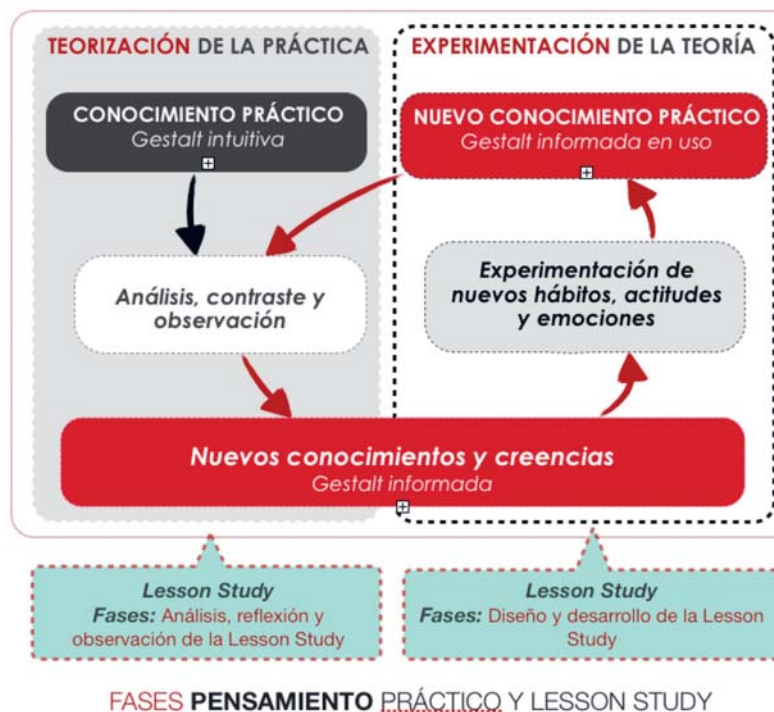 TEORIZACIÓN DE LA PRÁCTICA
CONOCIMIENTO PRÁCTICO
Gestalt intuitiva
Análisis, contraste y
observación
EXPERIMENTACIÓN DE LA TEORÍA
NUEVO CONOCIMIENTO PRÁCTICO
Gestalt informada en uso
Experimentación de
nuevos hábitos, actitudes
y emociones
Nuevos conocimientos y creencias
Gestalt informada
Lesson Study
Fases: Análisis, reflexión y
observación de la Lesson Study
Lesson Study
Fases: Diseño y desarrollo de la Lesson
Study
FASES PENSAMIENTO PRÁCTICO Y LESSON STUDY